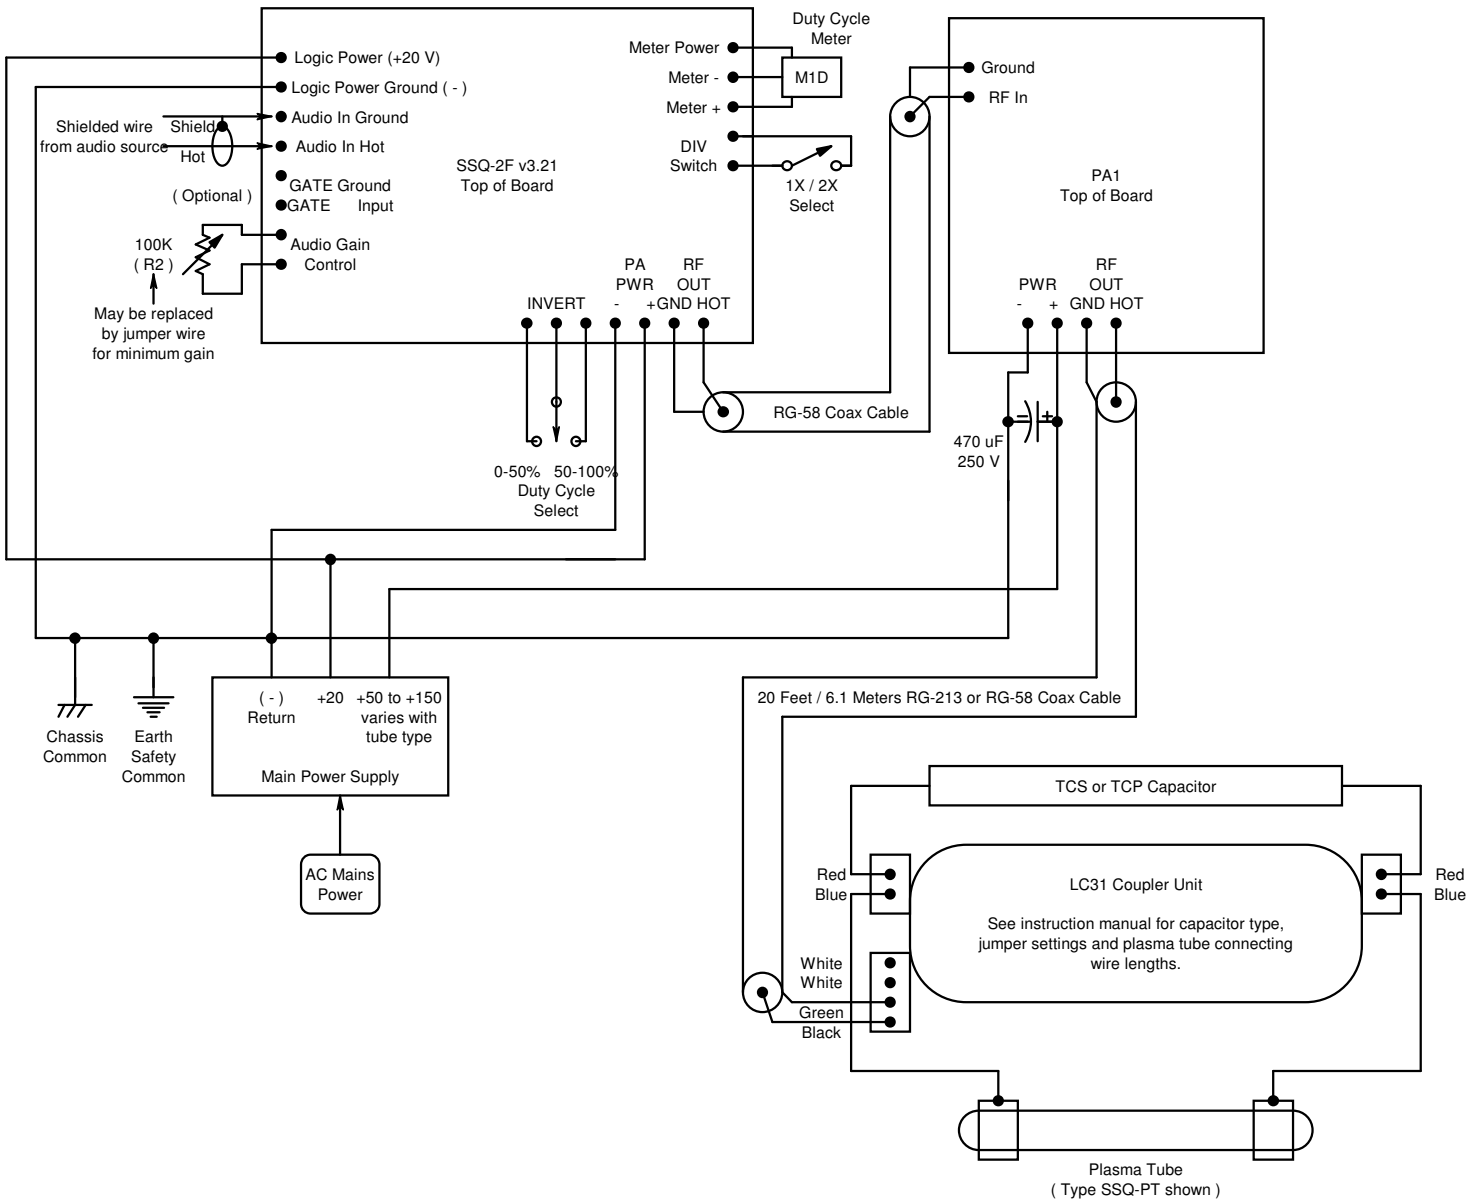 Logic Power (+20 V)
Logic Power Ground ( - )
Audio In Ground
Audio In Hot
GATE Ground
GATE Input
Audio Gain
Control
Shielded wire
from audio source
Shield
Hot
( Optional )
100K
( R2 )
May be replaced
by jumper wire
for minimum gain
SSQ-2F v3.21
Top of Board
Meter Power
Meter -
Meter +
DIV
Switch
Duty Cycle
Meter
M1D
1X / 2X
Select
INVERT
PA
PWR
- +
RF
OUT
GND HOT
0-50% 50-100%
Duty Cycle
Select
RG-58 Coax Cable
Ground
RF In
PA1
Top of Board
PWR
- +
RF
OUT
GND HOT
- +
470 uF
250 V
Chassis
Common
Earth
Safety
Common
( - )
Return
+20
+50 to +150
varies with
tube type
Main Power Supply
AC Mains
Power
20 Feet / 6.1 Meters RG-213 or RG-58 Coax Cable
TCS or TCP Capacitor
Red
Blue
LC31 Coupler Unit
See instruction manual for capacitor type,
jumper settings and plasma tube connecting
wire lengths.
Red
Blue
White
White
Green
Black
Plasma Tube
( Type SSQ-PT shown )